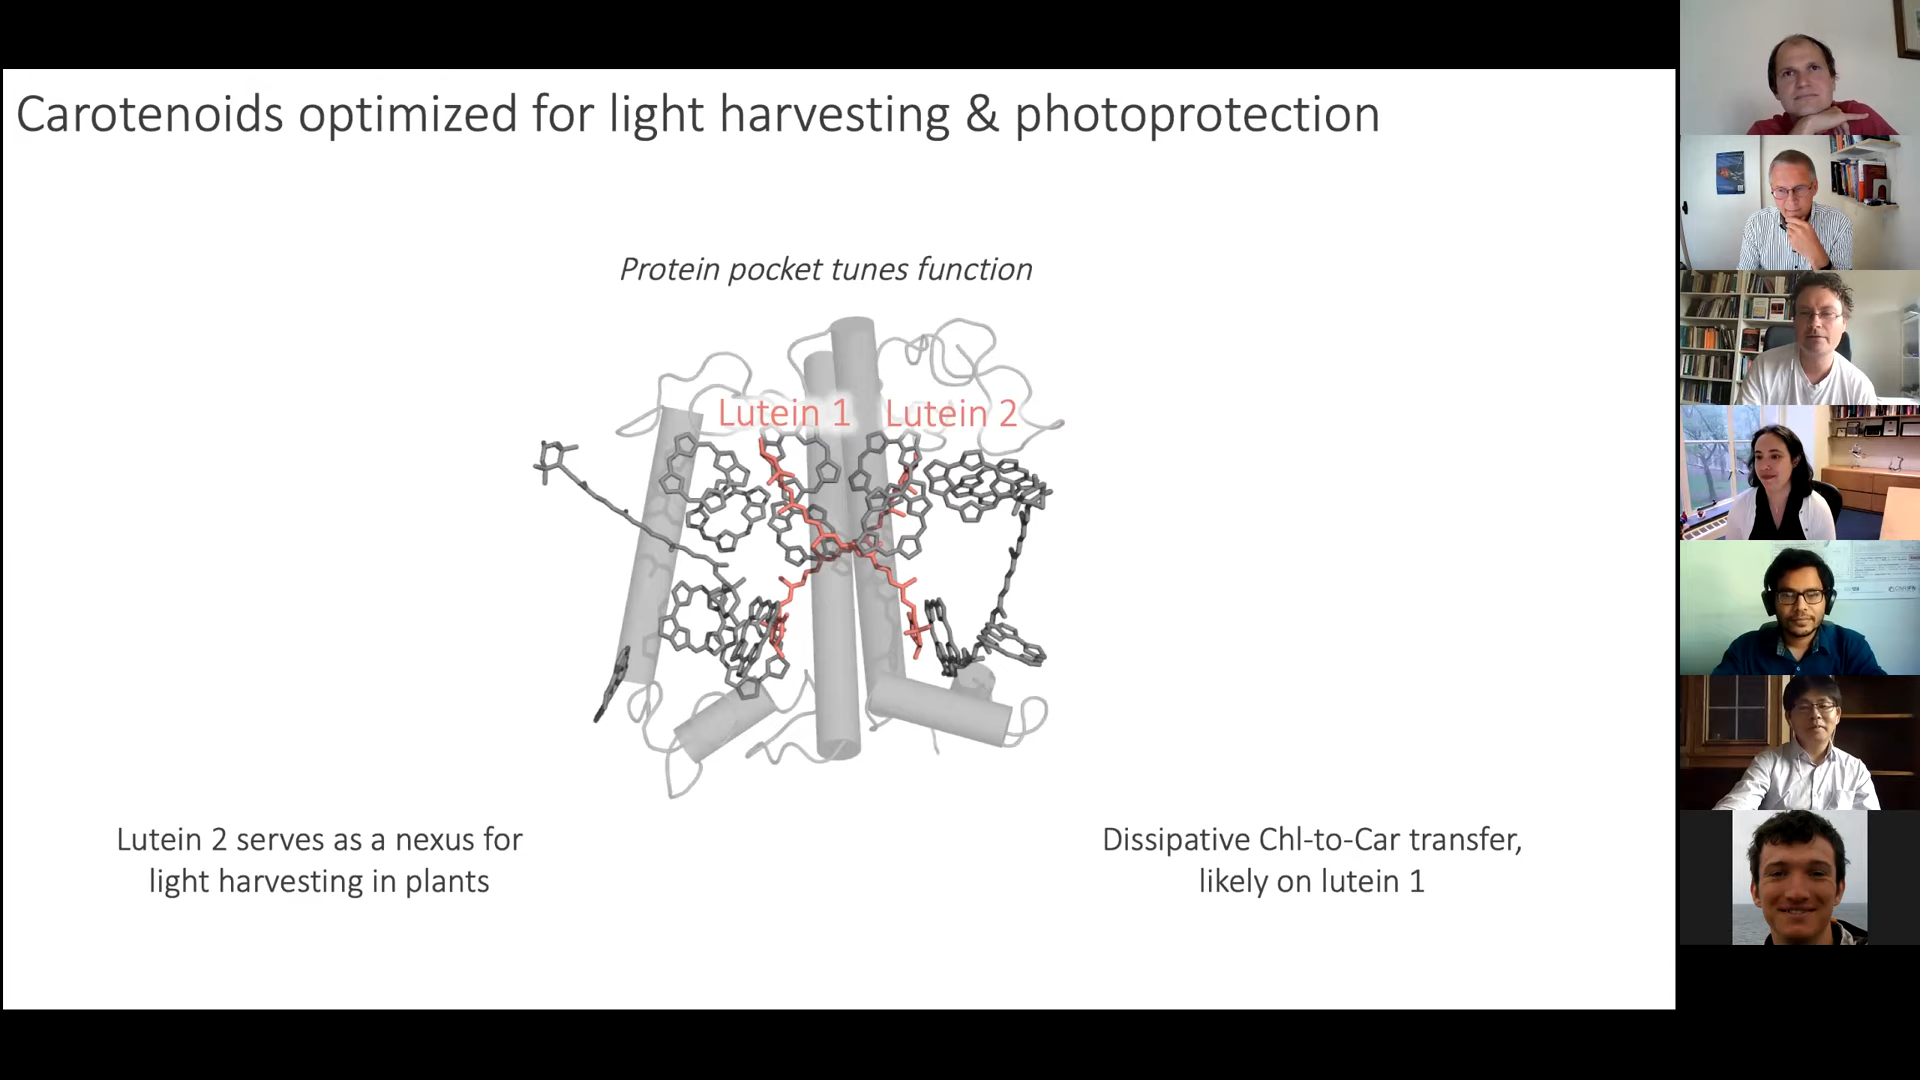 Carotenoids optimized for light harvesting & photoprotection
Protein pocket tunes function
Lutein 1
Lutein 2
Lutein 2 serves as a nexus for
light harvesting in plants
Dissipative Chl-to-Car transfer,
likely on lutein 1